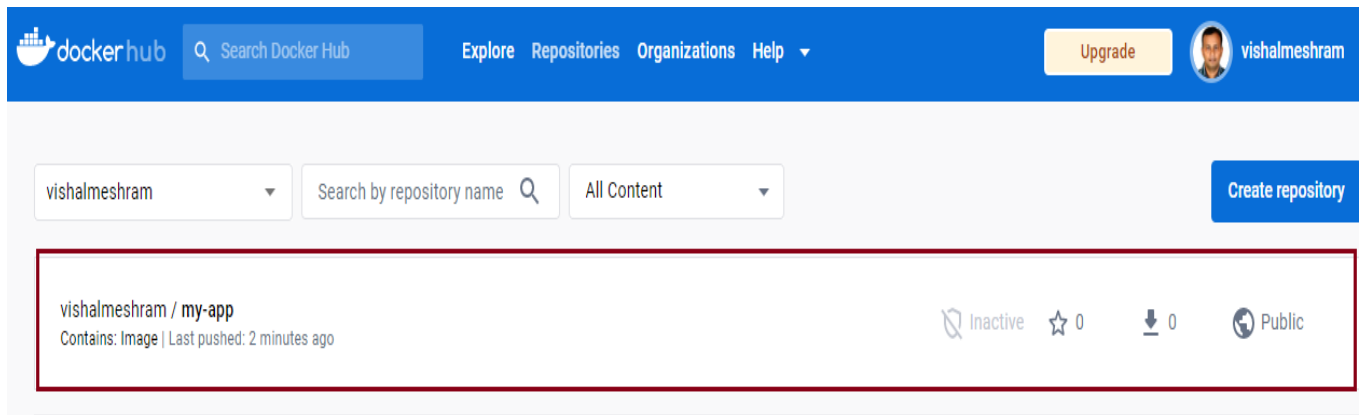 dockerhub Search Docker Hub Explore Repositories Organizations Help Upgrade vishalmeshram
vishalmeshram Search by repository name All Content Create repository
vishalmeshram / my-app
Contains: Image | Last pushed: 2 minutes ago
Inactive 0 0 Public